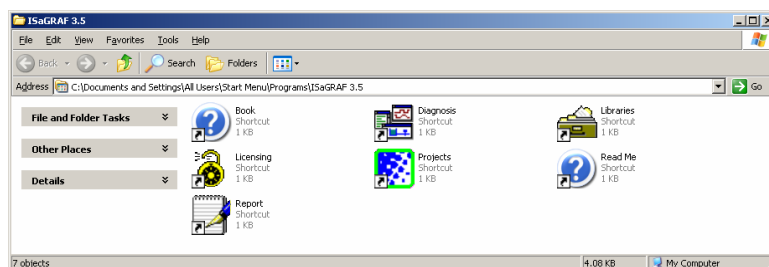 ISaGRAF 3.5
File Edit View Favorites Tools Help
Back Search Folders
Address C:\Documents and Settings\All Users\Start Menu\Programs\ISaGRAF 3.5 Go
File and Folder Tasks
Other Places
Details
Book
Shortcut
1 KB
Diagnosis
Shortcut
1 KB
Libraries
Shortcut
1 KB
Licensing
Shortcut
1 KB
Projects
Shortcut
1 KB
Read Me
Shortcut
1 KB
Report
Shortcut
1 KB
7 objects 4.08 KB My Computer